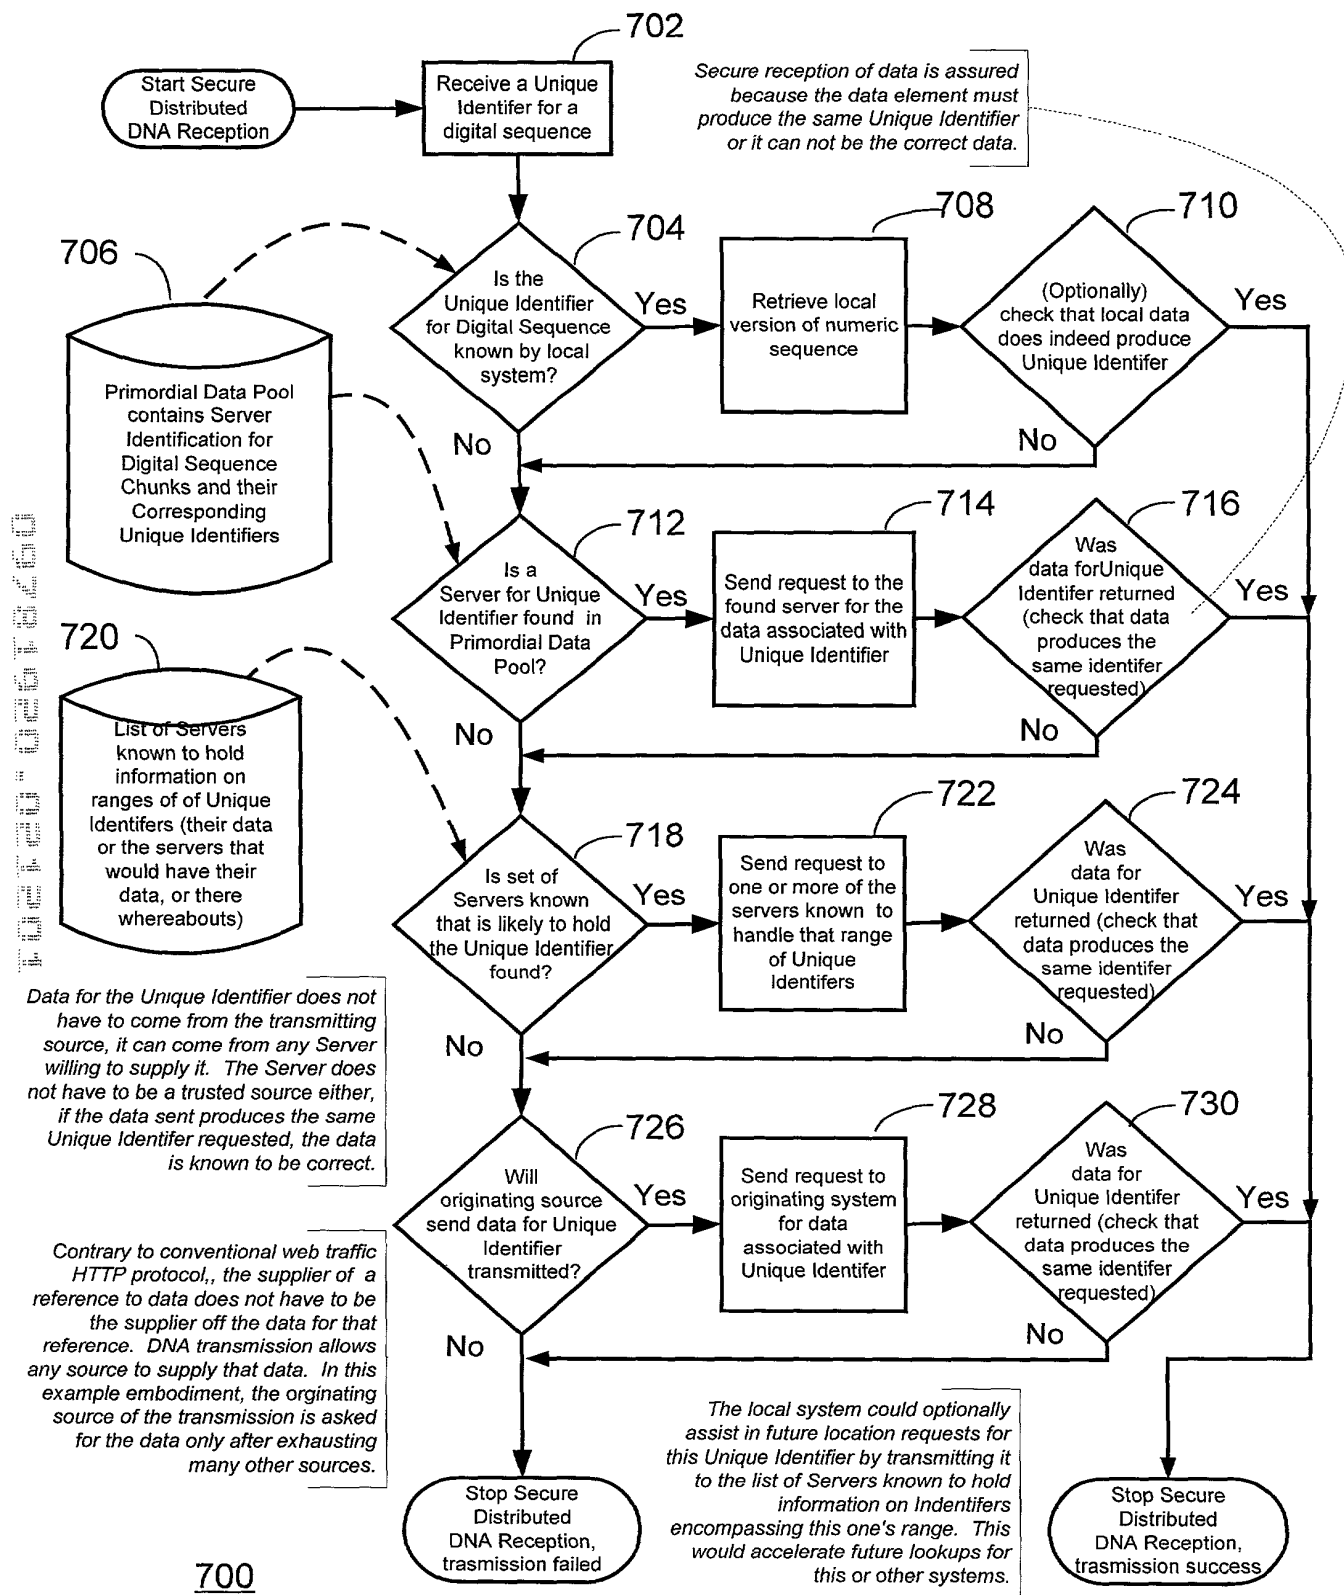 702
Start Secure
Distributed
DNA Reception
Receive a Unique
Identifer for a
digital sequence
Secure reception of data is assured
because the data element must
produce the same Unique Identifier
or it can not be the correct data.
704
706
708
710
Is the
Unique Identifier
for Digital Sequence
known by local
system?
Yes
Retrieve local
version of numeric
sequence
(Optionally)
check that local data
does indeed produce
Unique Identifer
Yes
Primordial Data Pool
contains Server
Identification for
Digital Sequence
Chunks and their
Corresponding
Unique Identifiers
No
No
712
714
716
Is a
Server for Unique
Identifier found in
Primordial Data
Pool?
Yes
Send request to the
found server for the
data associated with
Unique Identifier
Was
data forUnique
Identifer returned
(check that data
produces the
same identifer
requested)
Yes
720
No
No
List of Servers
known to hold
information on
ranges of of Unique
Identifers (their data
or the servers that
would have their
data, or there
whereabouts)
718
722
724
Is set of
Servers known
that is likely to hold
the Unique Identifier
found?
Yes
Send request to
one or more of the
servers known to
handle that range
of Unique
Identifers
Was
data for
Unique Identifer
returned (check that
data produces the
same identifer
requested)
Yes
No
No
Data for the Unique Identifier does not
have to come from the transmitting
source, it can come from any Server
willing to supply it. The Server does
not have to be a trusted source either,
if the data sent produces the same
Unique Identifer requested, the data
is known to be correct.
726
728
730
Will
originating source
send data for Unique
Identifier
transmitted?
Yes
Send request to
originating system
for data
associated with
Unique Identifer
Was
data for
Unique Identifer
returned (check that
data produces the
same identifer
requested)
Yes
No
No
Contrary to conventional web traffic
HTTP protocol,, the supplier of a
reference to data does not have to be
the supplier off the data for that
reference. DNA transmission allows
any source to supply that data. In this
example embodiment, the orginating
source of the transmission is asked
for the data only after exhausting
many other sources.
The local system could optionally
assist in future location requests for
this Unique Identifier by transmitting it
to the list of Servers known to hold
information on Indentifers
encompassing this one's range. This
would accelerate future lookups for
this or other systems.
Stop Secure
Distributed
DNA Reception,
trasmission failed
Stop Secure
Distributed
DNA Reception,
trasmission success
700